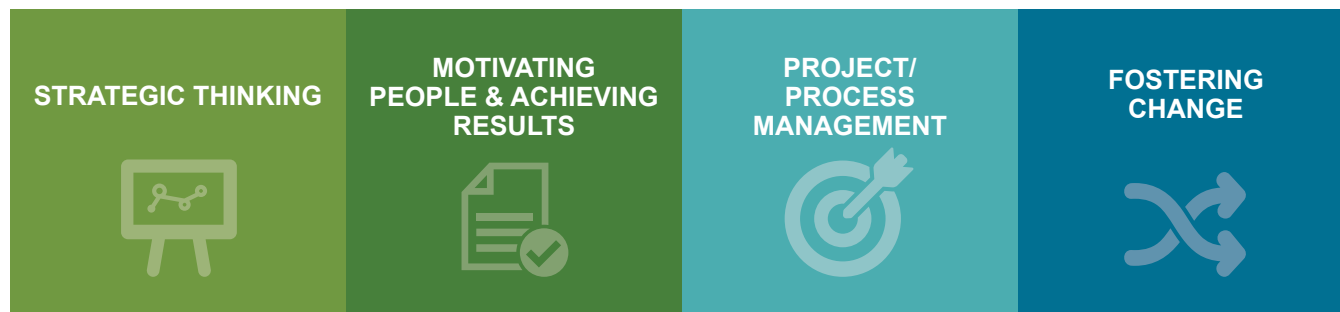 STRATEGIC THINKING
MOTIVATING
PEOPLE & ACHIEVING
RESULTS
PROJECT/
PROCESS
MANAGEMENT
FOSTERING
CHANGE